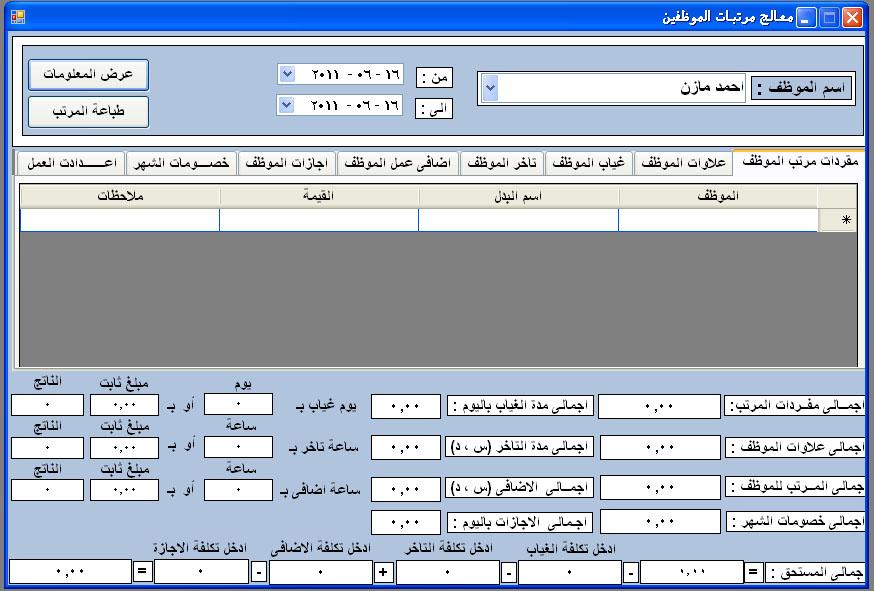 معالج مرتبات الموظفين
اسم الموظف : احمد مازن من : ١٦ - ٠٦ - ٢٠١١ عرض المعلومات
الى : ١٦ - ٠٦ - ٢٠١١ طباعة المرتب
مفردات مرتب الموظف علاوات الموظف غياب الموظف تاخر الموظف اضافى عمل الموظف اجازات الموظف خصـــومات الشهر اعـــــدادت العمل
الموظف اسم البدل القيمة ملاحظات
*
يوم مبلغ ثابت الناتج
اجمــالى مفــردات المرتب: ٠,٠٠ اجمالى مدة الغياب باليوم : ٠,٠٠ يوم غياب بـ ٠ أو بـ ٠,٠٠ ٠
ساعة مبلغ ثابت الناتج
اجمالى علاوات الموظف : ٠,٠٠ اجمالى مدة التاخر (س ، د) ٠,٠٠ ساعة تاخر بـ ٠ أو بـ ٠,٠٠ ٠
ساعة مبلغ ثابت الناتج
اجمالى المــرتب للموظف : ٠,٠٠ اجمــالى الاضافى (س ، د) ٠,٠٠ ساعة اضافى بـ ٠ أو بـ ٠,٠٠ ٠
اجمالى خصومات الشهر : ٠,٠٠ اجمالى الاجازات باليوم : ٠,٠٠
ادخل تكلفة الغياب ادخل تكلفة التاخر ادخل تكلفة الاضافى ادخل تكلفة الاجازة
جمالى المستحق : = ٠,٠٠ - ٠ - ٠ + ٠ - ٠ = ٠,٠٠